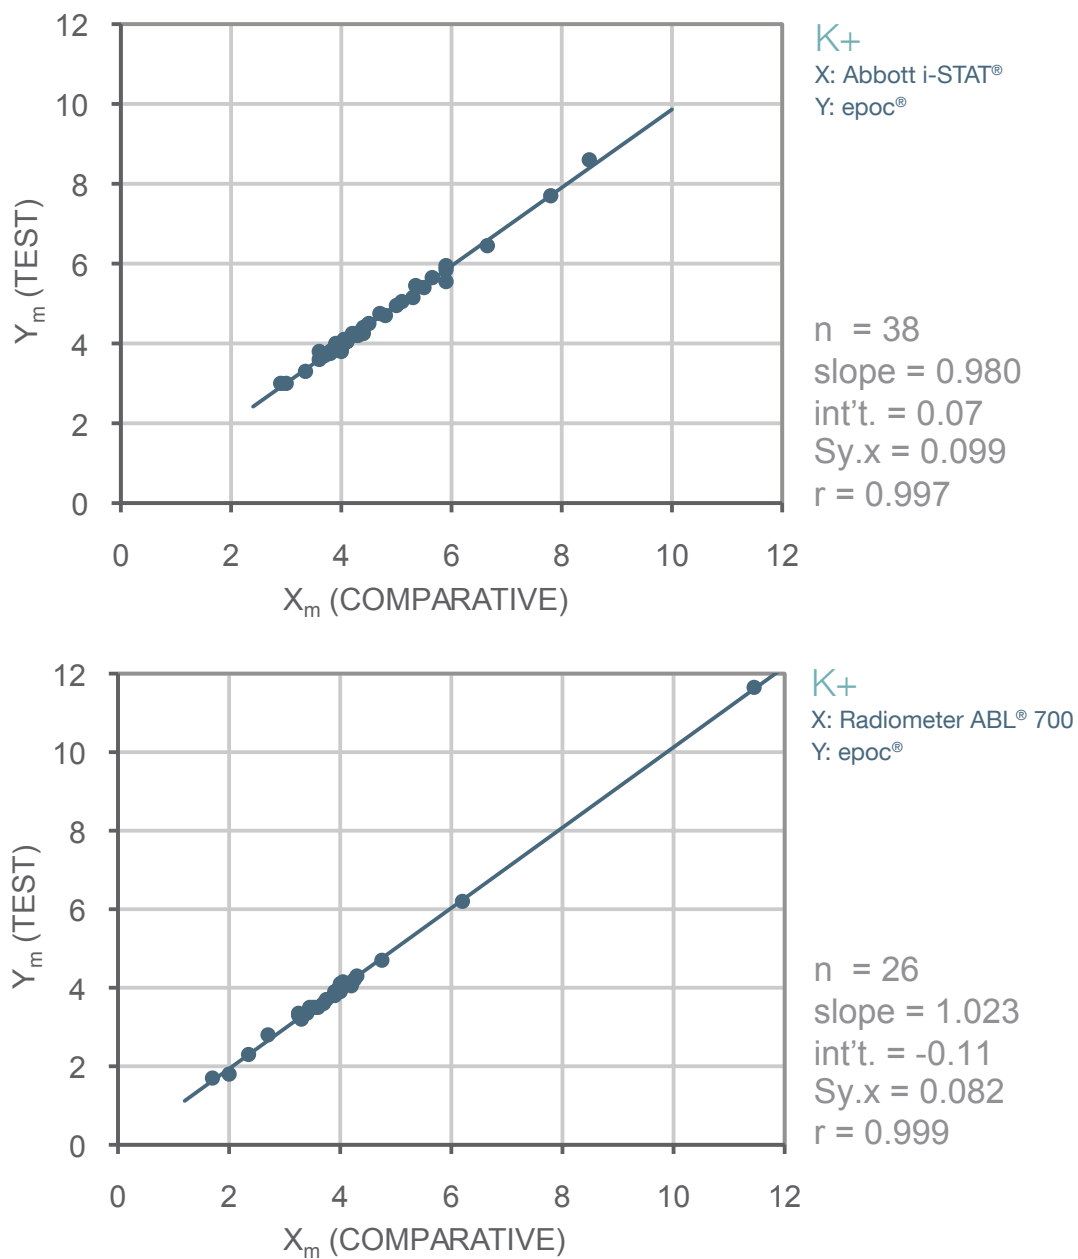 12
10
8
6
4
2
0
Yₘ (TEST)
0 2 4 6 8 10 12
Xₘ (COMPARATIVE)
K+
X: Abbott i-STAT®
Y: epoc®
n = 38
slope = 0.980
int't. = 0.07
Sy.x = 0.099
r = 0.997
12
10
8
6
4
2
0
Yₘ (TEST)
0 2 4 6 8 10 12
Xₘ (COMPARATIVE)
K+
X: Radiometer ABL® 700
Y: epoc®
n = 26
slope = 1.023
int't. = -0.11
Sy.x = 0.082
r = 0.999